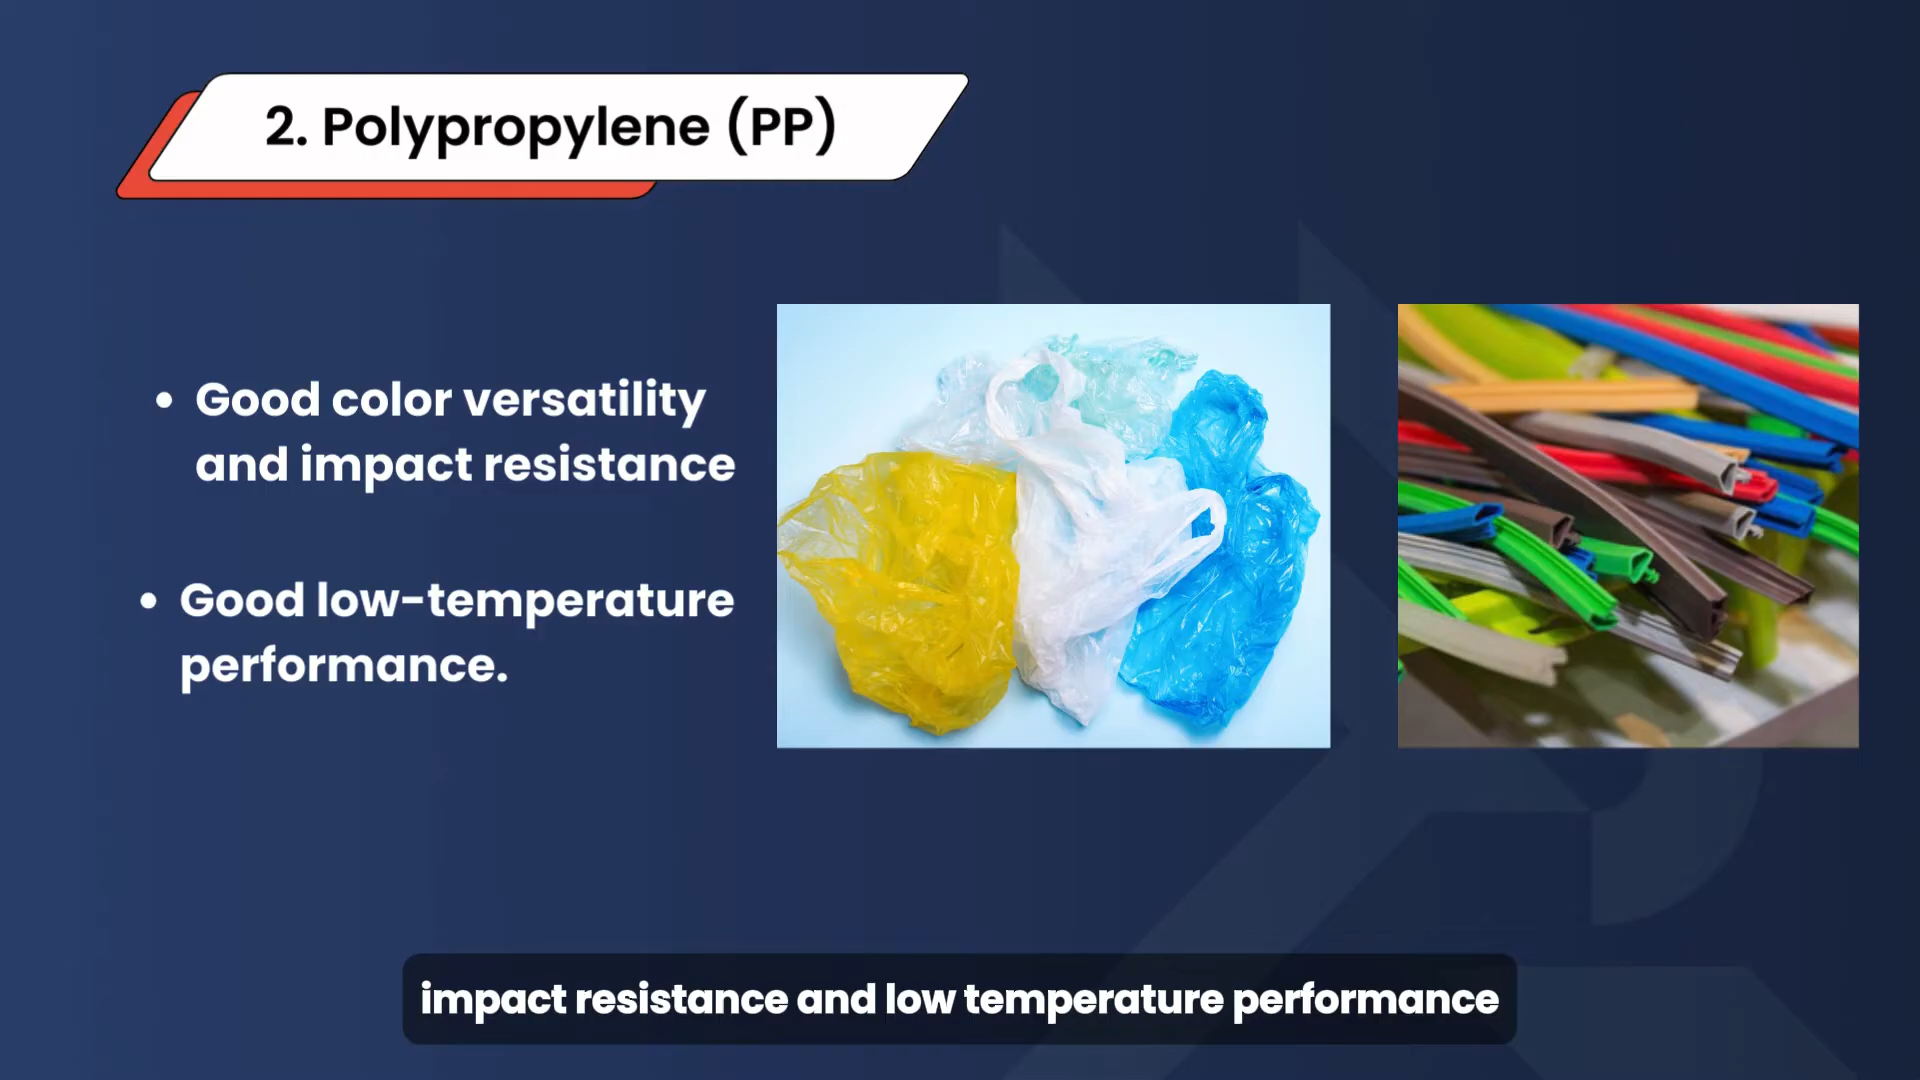 2. Polypropylene (PP)
• Good color versatility
and impact resistance
• Good low-temperature
performance.
impact resistance and low temperature performance